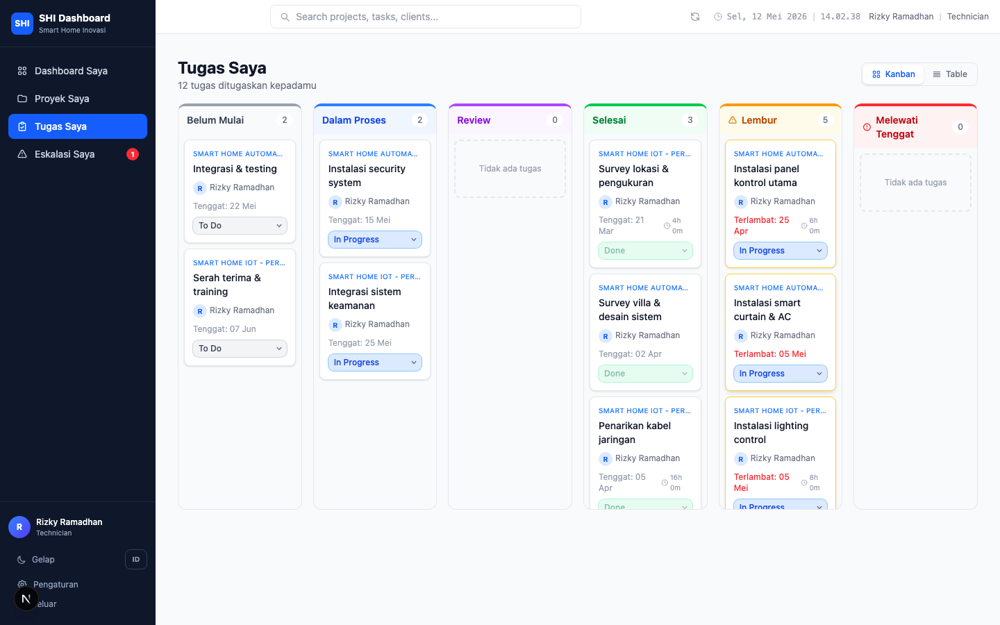 SHI
SHI Dashboard
Smart Home Inovasi
Dashboard Saya
Proyek Saya
Tugas Saya
Eskalasi Saya
1
R
Rizky Ramadhan
Technician
Gelap
ID
Pengaturan
N
eluar
Search projects, tasks, clients...
Sel, 12 Mei 2026 | 14.02.38
Rizky Ramadhan | Technician
Tugas Saya
12 tugas ditugaskan kepadamu
Kanban
Table
Belum Mulai
2
SMART HOME AUTOMA...
Integrasi & testing
R Rizky Ramadhan
Tenggat: 22 Mei
To Do
SMART HOME IOT - PER...
Serah terima &
training
R Rizky Ramadhan
Tenggat: 07 Jun
To Do
Dalam Proses
2
SMART HOME AUTOMA...
Instalasi security
system
R Rizky Ramadhan
Tenggat: 15 Mei
In Progress
SMART HOME IOT - PER...
Integrasi sistem
keamanan
R Rizky Ramadhan
Tenggat: 25 Mei
In Progress
Review
0
Tidak ada tugas
Selesai
3
SMART HOME IOT - PER...
Survey lokasi &
pengukuran
R Rizky Ramadhan
Tenggat: 21
Mar
4h
0m
Done
SMART HOME AUTOMA...
Survey villa &
desain sistem
R Rizky Ramadhan
Tenggat: 02 Apr
Done
SMART HOME IOT - PER...
Penarikan kabel
jaringan
R Rizky Ramadhan
Tenggat: 05
Apr
16h
0m
Done
Lembur
5
SMART HOME AUTOMA...
Instalasi panel
kontrol utama
R Rizky Ramadhan
Terlambat: 25
Apr
6h
0m
In Progress
SMART HOME AUTOMA...
Instalasi smart
curtain & AC
R Rizky Ramadhan
Terlambat: 05 Mei
In Progress
SMART HOME IOT - PER...
Instalasi lighting
control
R Rizky Ramadhan
Terlambat: 05
Mei
8h
0m
In Progress
Melewati
Tenggat
0
Tidak ada tugas